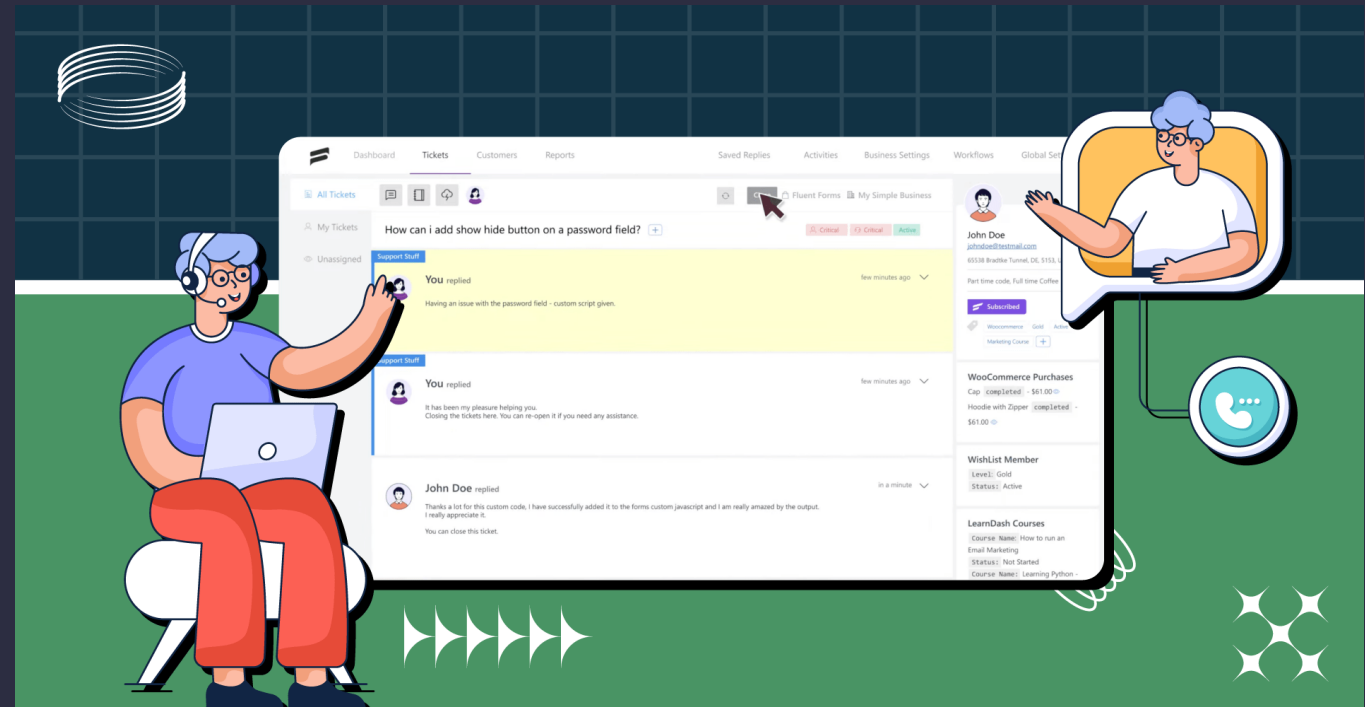 Dashboard Tickets Customers Reports Saved Replies Activities Business Settings Workflows Global
All Tickets
My Tickets
Unassigned
Fluent Forms My Simple Business
How can i add show hide button on a password field?
Critical Critical Active
Support Stuff
You replied
few minutes ago
Having an issue with the password field - custom script given.
Support Stuff
You replied
few minutes ago
It has been my pleasure helping you.
Closing the tickets here. You can re-open it if you need any assistance.
John Doe replied
in a minute
Thanks a lot for this custom code, I have successfully added it to the forms custom javascript and I am really amazed by the output.
I really appreciate it.
You can close this ticket.
John Doe
johndoe@testmail.com
65538 Bradtke Tunnel, DE, 5153,
Part time code, Full time Coffee
Subscribed
Woocommerce Gold Active
Marketing Course
WooCommerce Purchases
Cap completed - $61.00
Hoodie with Zipper completed -
$61.00
WishList Member
Level: Gold
Status: Active
LearnDash Courses
Course Name: How to run an
Email Marketing
Status: Not Started
Course Name: Learning Python -